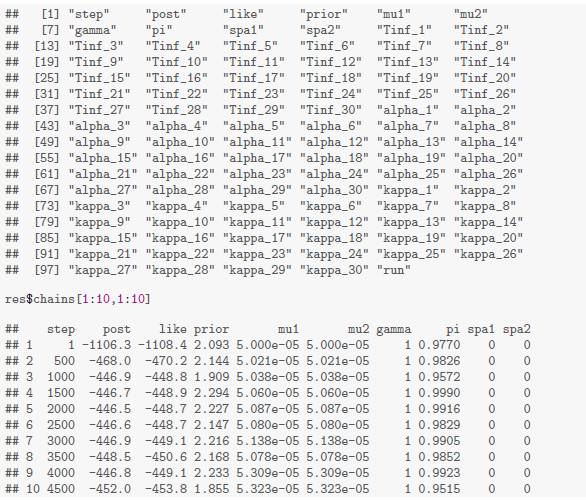 ##   [1] "step"     "post"     "like"     "prior"    "mu1"      "mu2"
##   [7] "gamma"    "pi"       "spa1"     "spa2"     "Tinf_1"   "Tinf_2"
##  [13] "Tinf_3"   "Tinf_4"   "Tinf_5"   "Tinf_6"   "Tinf_7"   "Tinf_8"
##  [19] "Tinf_9"   "Tinf_10"  "Tinf_11"  "Tinf_12"  "Tinf_13"  "Tinf_14"
##  [25] "Tinf_15"  "Tinf_16"  "Tinf_17"  "Tinf_18"  "Tinf_19"  "Tinf_20"
##  [31] "Tinf_21"  "Tinf_22"  "Tinf_23"  "Tinf_24"  "Tinf_25"  "Tinf_26"
##  [37] "Tinf_27"  "Tinf_28"  "Tinf_29"  "Tinf_30"  "alpha_1"  "alpha_2"
##  [43] "alpha_3"  "alpha_4"  "alpha_5"  "alpha_6"  "alpha_7"  "alpha_8"
##  [49] "alpha_9"  "alpha_10" "alpha_11" "alpha_12" "alpha_13" "alpha_14"
##  [55] "alpha_15" "alpha_16" "alpha_17" "alpha_18" "alpha_19" "alpha_20"
##  [61] "alpha_21" "alpha_22" "alpha_23" "alpha_24" "alpha_25" "alpha_26"
##  [67] "alpha_27" "alpha_28" "alpha_29" "alpha_30" "kappa_1"  "kappa_2"
##  [73] "kappa_3"  "kappa_4"  "kappa_5"  "kappa_6"  "kappa_7"  "kappa_8"
##  [79] "kappa_9"  "kappa_10" "kappa_11" "kappa_12" "kappa_13" "kappa_14"
##  [85] "kappa_15" "kappa_16" "kappa_17" "kappa_18" "kappa_19" "kappa_20"
##  [91] "kappa_21" "kappa_22" "kappa_23" "kappa_24" "kappa_25" "kappa_26"
##  [97] "kappa_27" "kappa_28" "kappa_29" "kappa_30" "run"
res$chains[1:10,1:10]
##    step    post    like prior       mu1       mu2 gamma     pi spa1 spa2
## 1     1 -1106.3 -1108.4 2.093 5.000e-05 5.000e-05     1 0.9770    0    0
## 2   500  -468.0  -470.2 2.144 5.021e-05 5.021e-05     1 0.9826    0    0
## 3  1000  -446.9  -448.8 1.909 5.038e-05 5.038e-05     1 0.9572    0    0
## 4  1500  -446.7  -448.9 2.294 5.060e-05 5.060e-05     1 0.9990    0    0
## 5  2000  -446.5  -448.7 2.227 5.087e-05 5.087e-05     1 0.9916    0    0
## 6  2500  -446.6  -448.7 2.147 5.080e-05 5.080e-05     1 0.9829    0    0
## 7  3000  -446.9  -449.1 2.216 5.138e-05 5.138e-05     1 0.9905    0    0
## 8  3500  -448.5  -450.6 2.168 5.078e-05 5.078e-05     1 0.9852    0    0
## 9  4000  -446.8  -449.1 2.233 5.309e-05 5.309e-05     1 0.9923    0    0
## 10 4500  -452.0  -453.8 1.855 5.323e-05 5.323e-05     1 0.9515    0    0